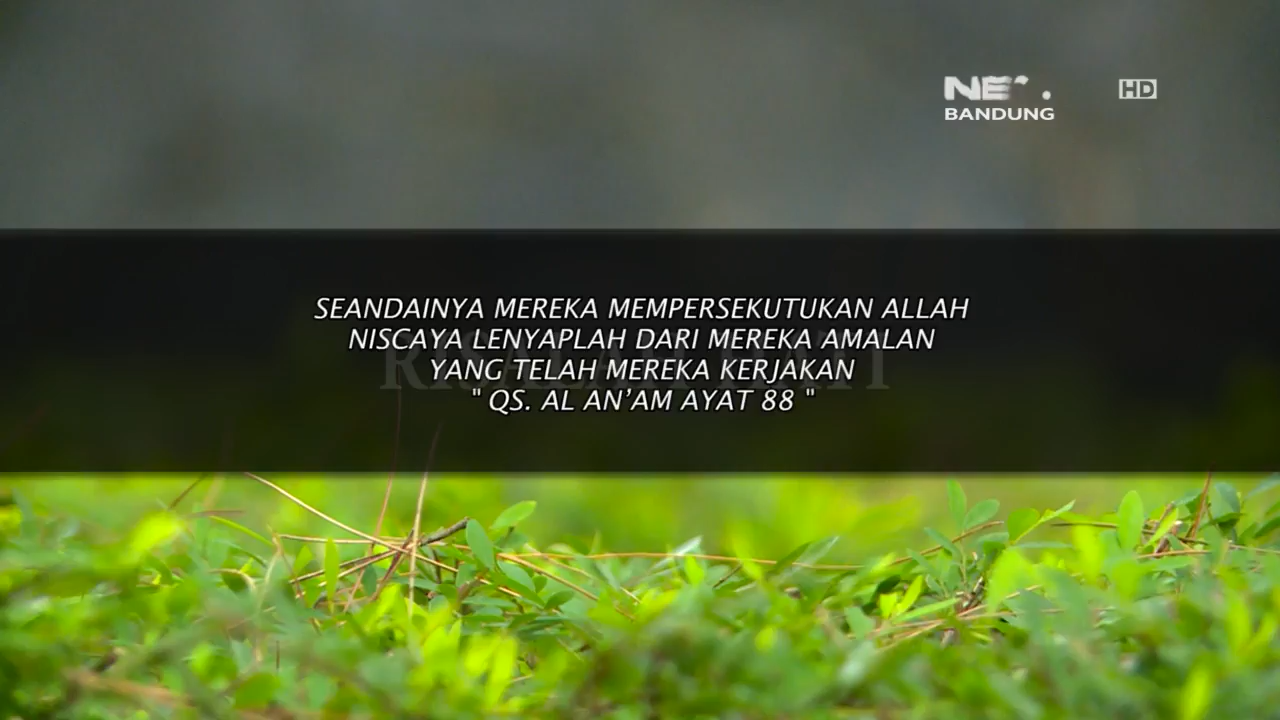 BANDUNG
HD
SEANDAINYA MEREKA MEMPERSEKUTUKAN ALLAH
NISCAYA LENYAPLAH DARI MEREKA AMALAN
YANG TELAH MEREKA KERJAKAN
" QS. AL AN’AM AYAT 88 "